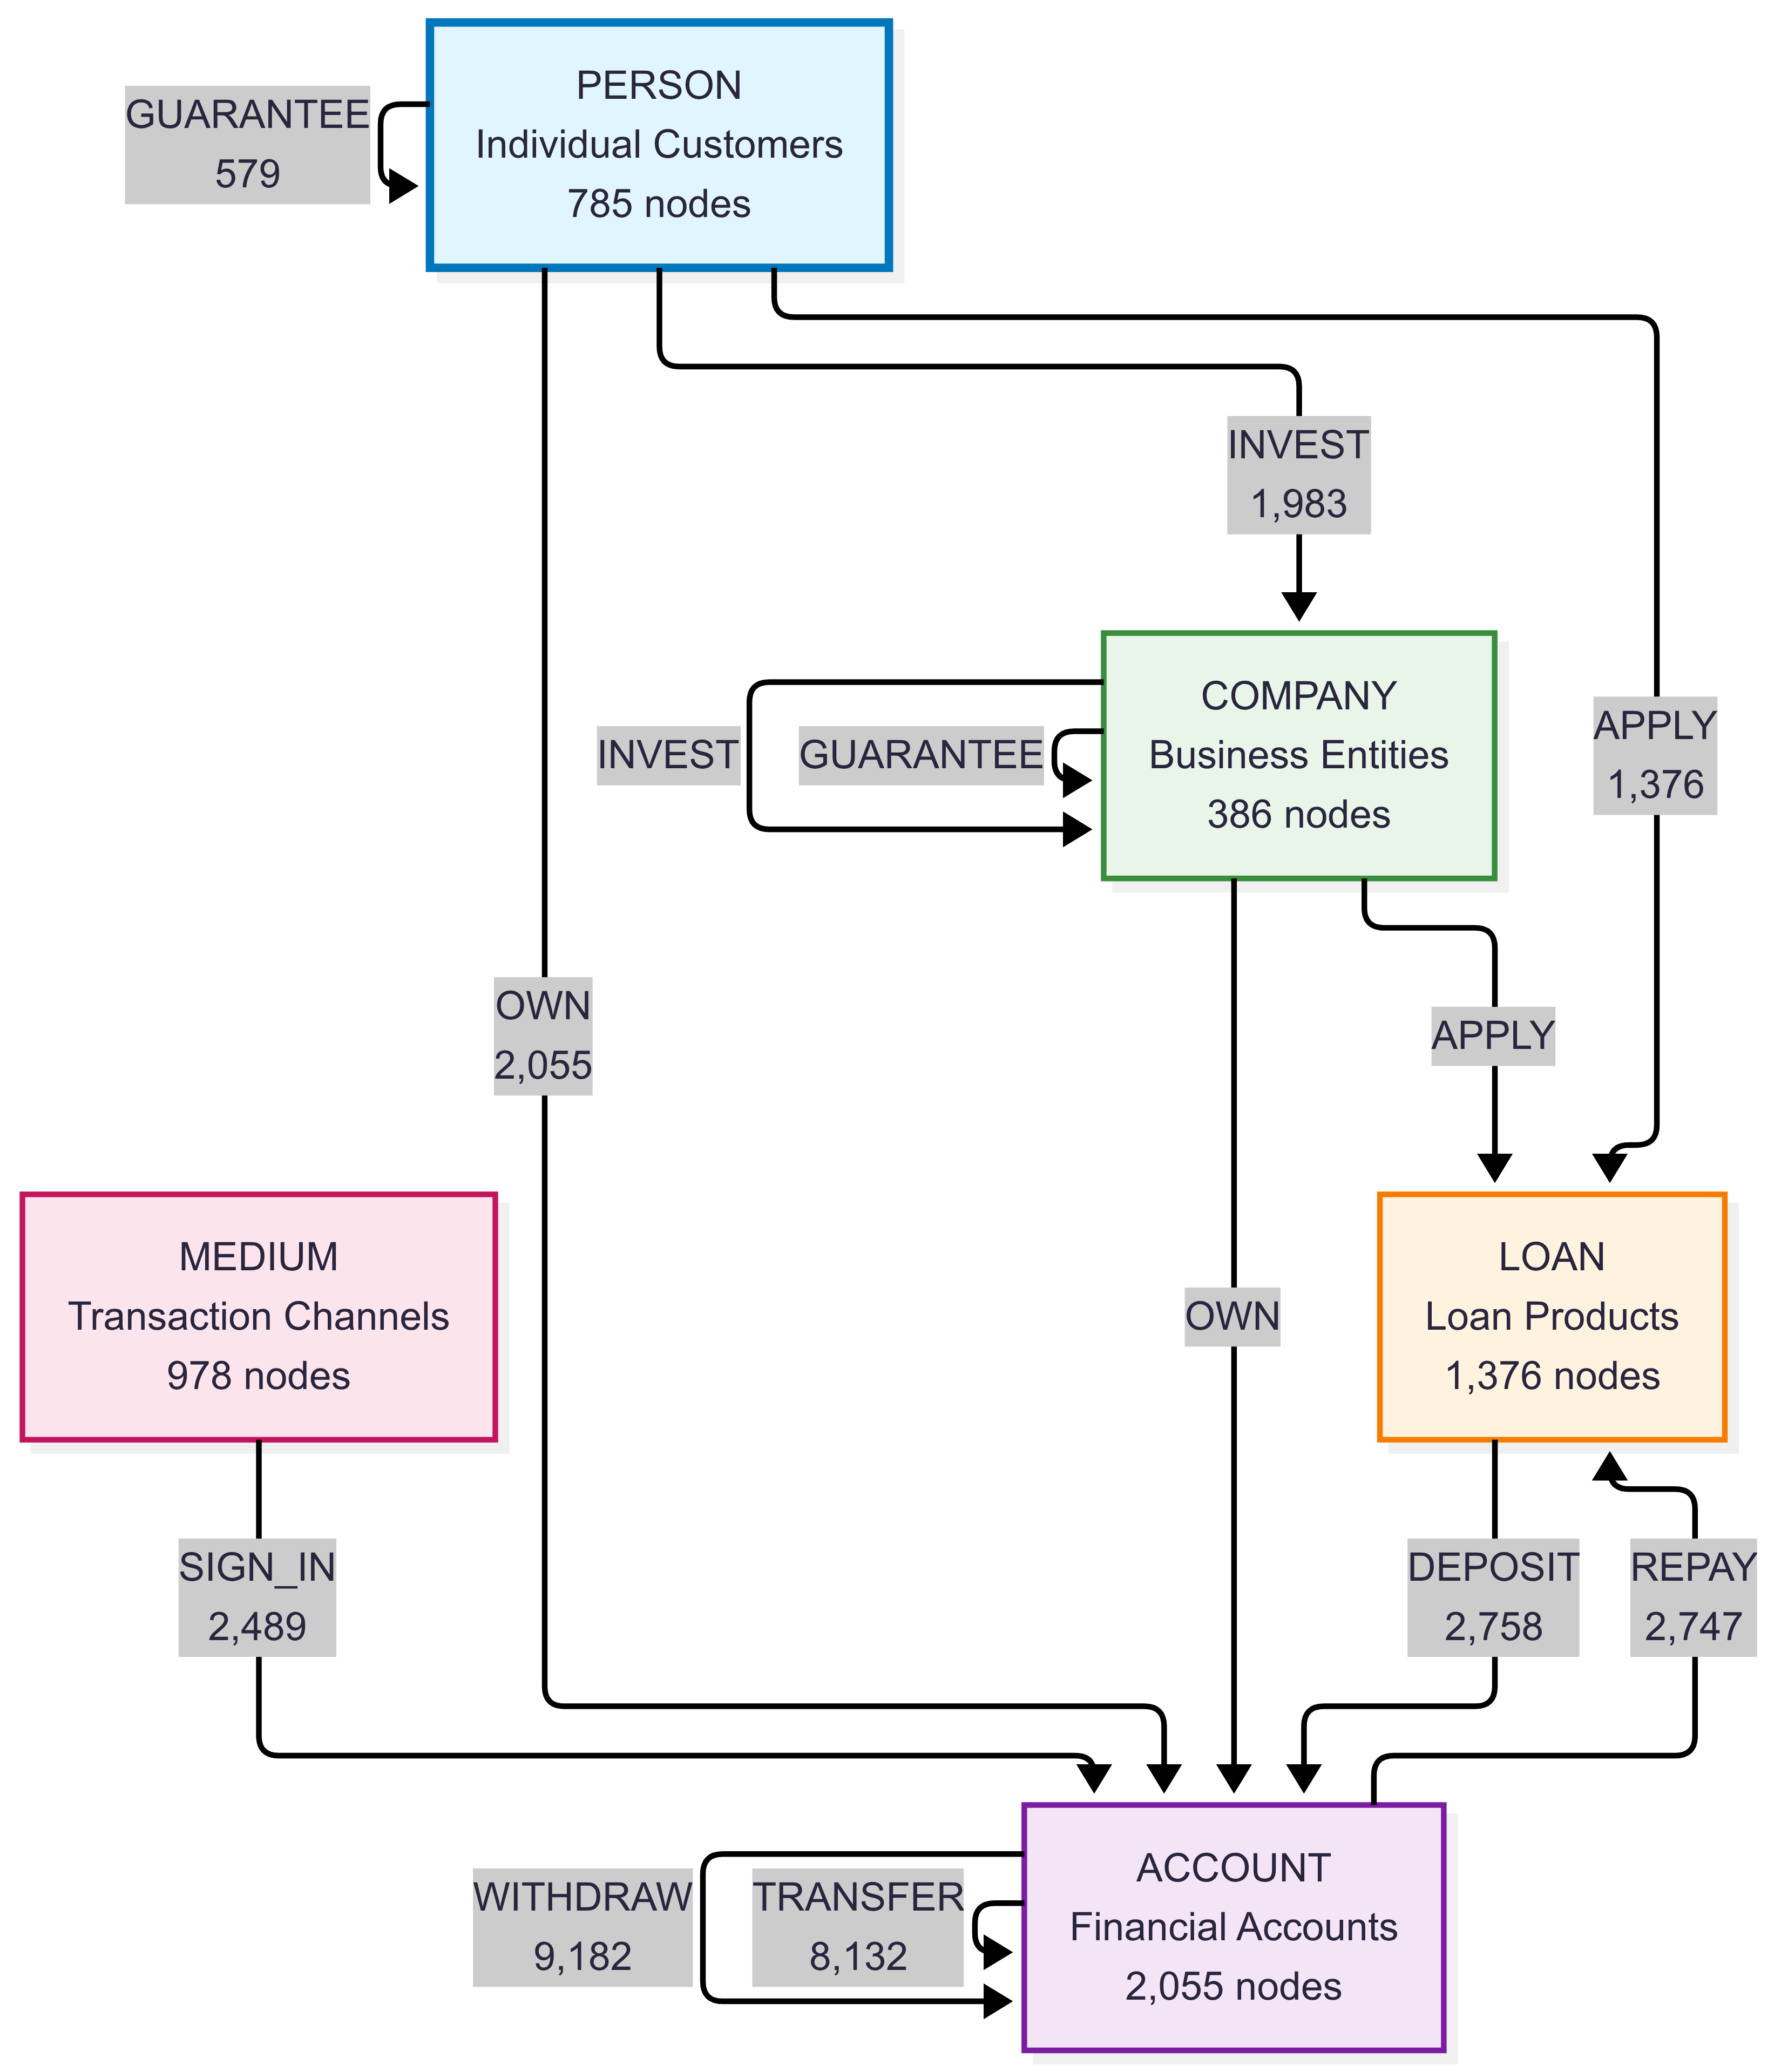 PERSON
Individual Customers
785 nodes
GUARANTEE
579
INVEST
1,983
COMPANY
Business Entities
386 nodes
INVEST
GUARANTEE
APPLY
1,376
OWN
2,055
APPLY
MEDIUM
Transaction Channels
978 nodes
OWN
LOAN
Loan Products
1,376 nodes
SIGN_IN
2,489
DEPOSIT
2,758
REPAY
2,747
WITHDRAW
9,182
TRANSFER
8,132
ACCOUNT
Financial Accounts
2,055 nodes